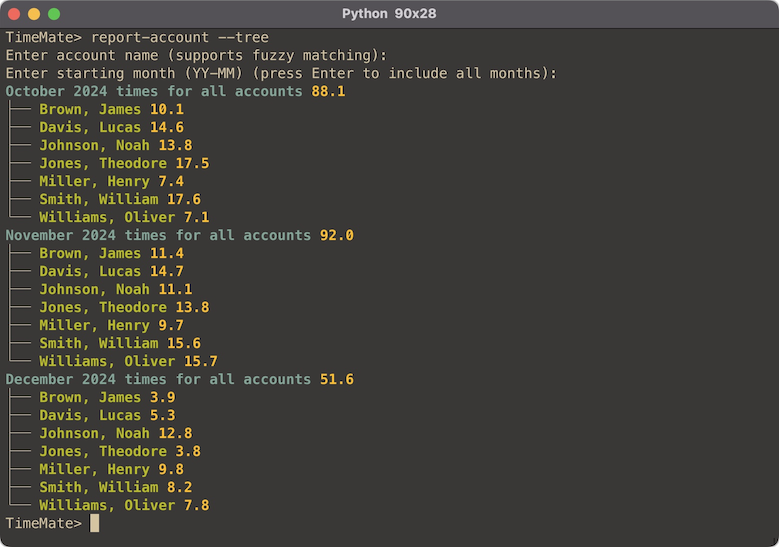 Python 90x28
TimeMate> report-account --tree
Enter account name (supports fuzzy matching):
Enter starting month (YY-MM) (press Enter to include all months):
October 2024 times for all accounts 88.1
├── Brown, James 10.1
├── Davis, Lucas 14.6
├── Johnson, Noah 13.8
├── Jones, Theodore 17.5
├── Miller, Henry 7.4
├── Smith, William 17.6
└── Williams, Oliver 7.1
November 2024 times for all accounts 92.0
├── Brown, James 11.4
├── Davis, Lucas 14.7
├── Johnson, Noah 11.1
├── Jones, Theodore 13.8
├── Miller, Henry 9.7
├── Smith, William 15.6
└── Williams, Oliver 15.7
December 2024 times for all accounts 51.6
├── Brown, James 3.9
├── Davis, Lucas 5.3
├── Johnson, Noah 12.8
├── Jones, Theodore 3.8
├── Miller, Henry 9.8
├── Smith, William 8.2
└── Williams, Oliver 7.8
TimeMate>